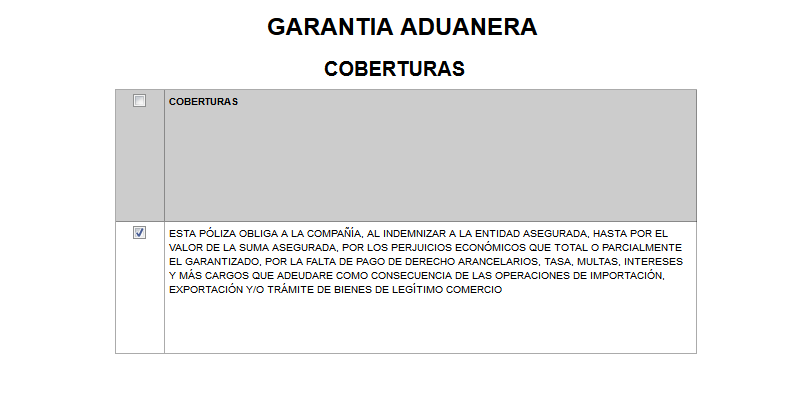 GARANTIA ADUANERA
COBERTURAS
COBERTURAS
ESTA PÓLIZA OBLIGA A LA COMPAÑÍA, AL INDEMNIZAR A LA ENTIDAD ASEGURADA, HASTA POR EL
VALOR DE LA SUMA ASEGURADA, POR LOS PERJUICIOS ECONÓMICOS QUE TOTAL O PARCIALMENTE
EL GARANTIZADO, POR LA FALTA DE PAGO DE DERECHO ARANCELARIOS, TASA, MULTAS, INTERESES
Y MÁS CARGOS QUE ADEUDARE COMO CONSECUENCIA DE LAS OPERACIONES DE IMPORTACIÓN,
EXPORTACIÓN Y/O TRÁMITE DE BIENES DE LEGÍTIMO COMERCIO